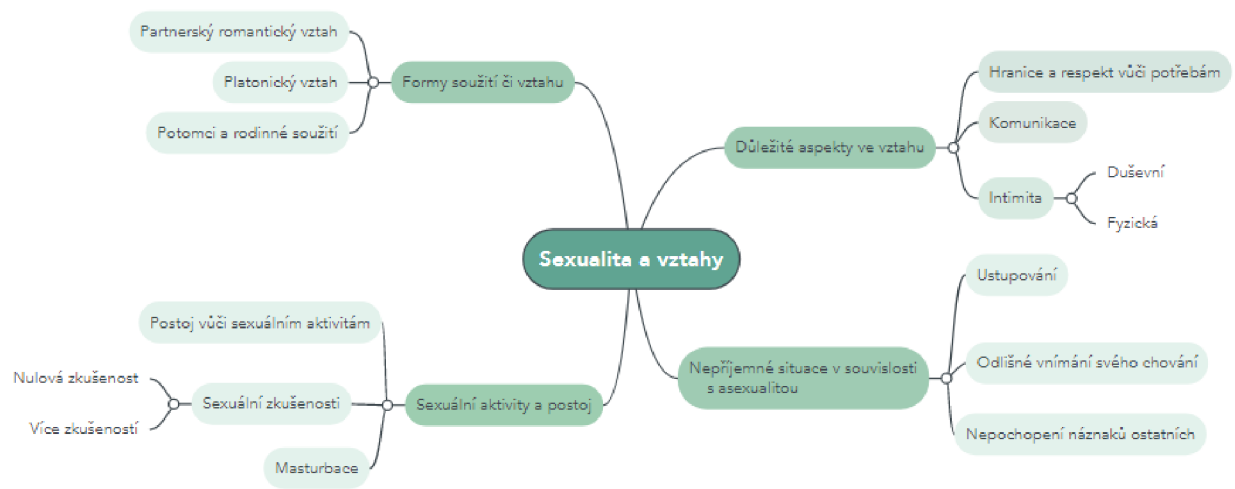 Partnerský romantický vztah
Platonický vztah
Potomci a rodinné soužití
Formy soužití či vztahu
Hranice a respekt vůči potřebám
Komunikace
Důležité aspekty ve vztahu
Intimita
Duševní
Fyzická
Sexualita a vztahy
Postoj vůči sexuálním aktivitám
Nulová zkušenost
Sexuální zkušenosti
Více zkušeností
Masturbace
Sexuální aktivity a postoj
Nepříjemné situace v souvislosti
s asexualitou
Ustupování
Odlišné vnímání svého chování
Nepochopení náznaků ostatních